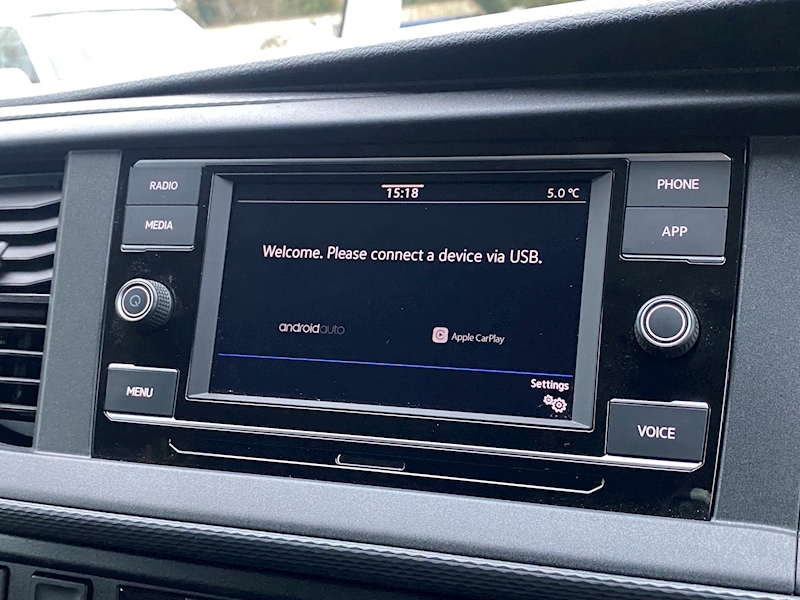 RADIO
MEDIA
MENU
15:18
5.0 °C
Welcome. Please connect a device via USB.
androidauto
Apple CarPlay
Settings
PHONE
APP
VOICE